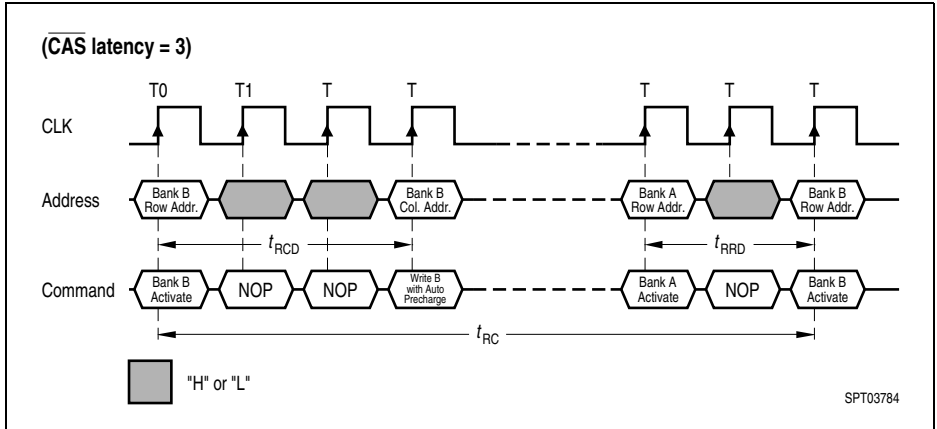 (CAS latency = 3)
T0 T1 T T T T T
CLK
Address
Bank B
Row Addr.
Bank B
Col. Addr.
Bank A
Row Addr.
Bank B
Row Addr.
tRCD
tRRD
Command
Bank B
Activate
NOP
NOP
Write B
with Auto
Precharge
Bank A
Activate
NOP
Bank B
Activate
tRC
"H" or "L"
SPT03784